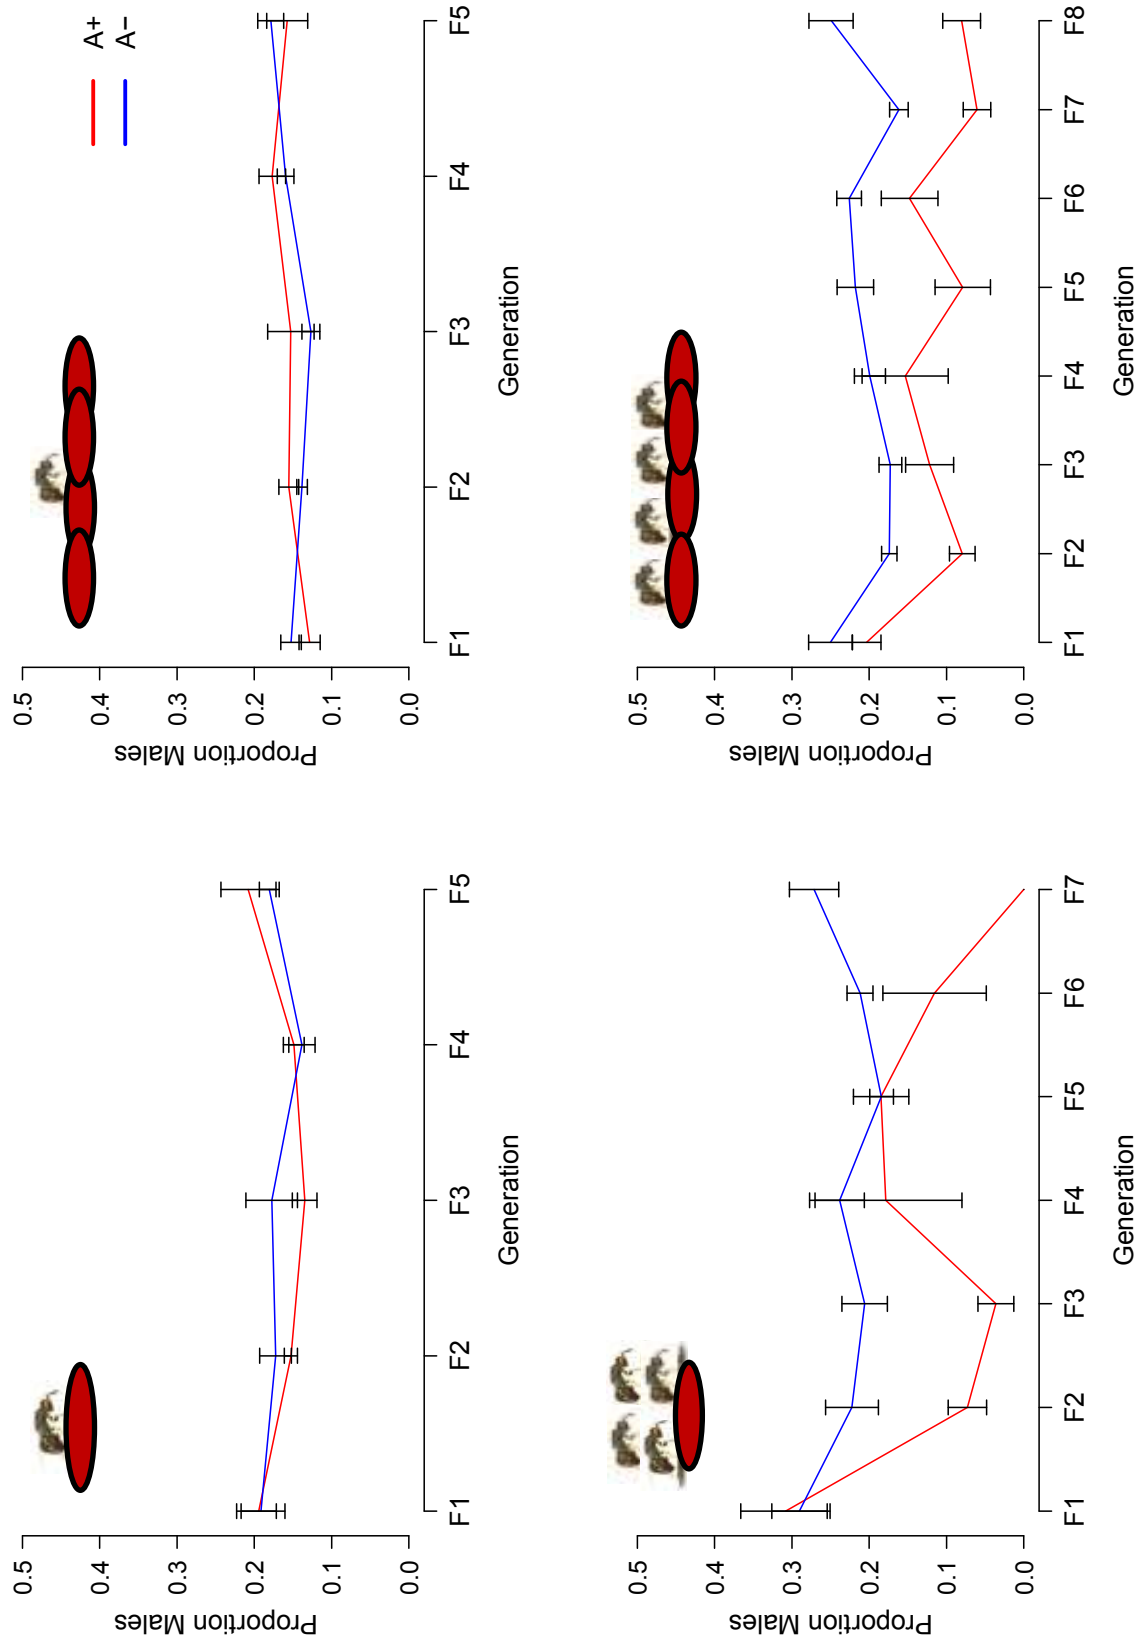 A+
A−
Proportion Males
0.5
0.4
0.3
0.2
0.1
0.0
F1 F2 F3 F4 F5
Generation
Proportion Males
0.5
0.4
0.3
0.2
0.1
0.0
F1 F2 F3 F4 F5
Generation
Proportion Males
0.5
0.4
0.3
0.2
0.1
0.0
F1 F2 F3 F4 F5 F6 F7
Generation
Proportion Males
0.5
0.4
0.3
0.2
0.1
0.0
F1 F2 F3 F4 F5 F6 F7 F8
Generation